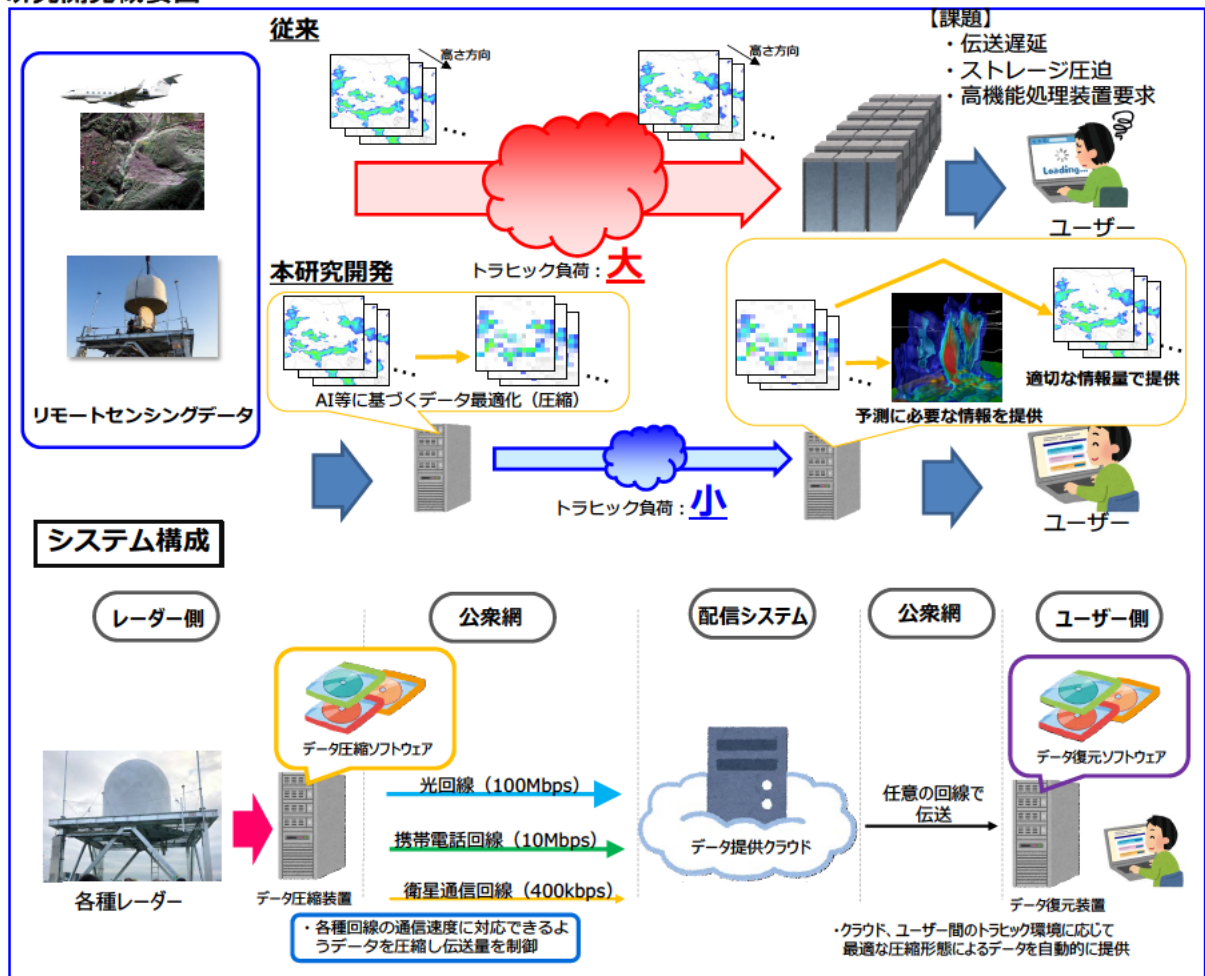 従来
高さ方向
・・・
高さ方向
・・・
【課題】
・伝送遅延
・ストレージ圧迫
・高機能処理装置要求
Loading...
ユーザー
トラヒック負荷：大
リモートセンシングデータ
本研究開発
・・・
・・・
AI等に基づくデータ最適化（圧縮）
・・・
・・・
適切な情報量で提供
予測に必要な情報を提供
トラヒック負荷：小
ユーザー
システム構成
レーダー側
公衆網
配信システム
公衆網
ユーザー側
データ圧縮ソフトウェア
データ復元ソフトウェア
光回線（100Mbps）
携帯電話回線（10Mbps）
衛星通信回線（400kbps）
データ提供クラウド
任意の回線で
伝送
各種レーダー
データ圧縮装置
データ復元装置
・各種回線の通信速度に対応できるよ
うデータを圧縮し伝送量を制御
・クラウド、ユーザー間のトラヒック環境に応じて
最適な圧縮形態によるデータを自動的に提供